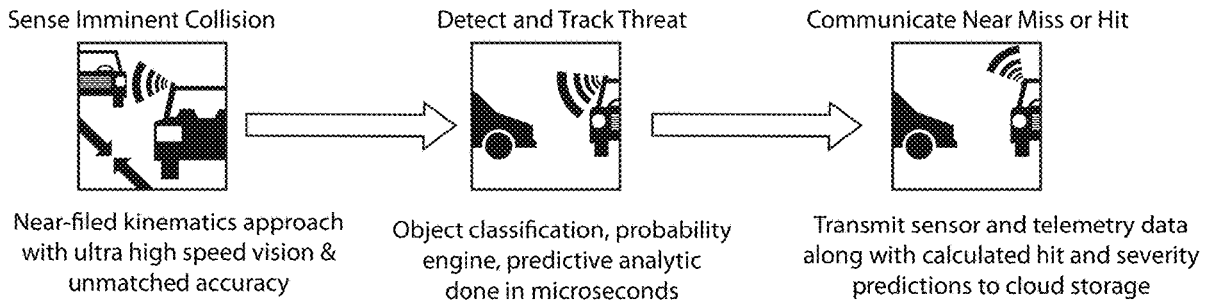 Sense Imminent Collision
Near-filed kinematics approach
with ultra high speed vision &
unmatched accuracy
Detect and Track Threat
Object classification, probability
engine, predictive analytic
done in microseconds
Communicate Near Miss or Hit
Transmit sensor and telemetry data
along with calculated hit and severity
predictions to cloud storage